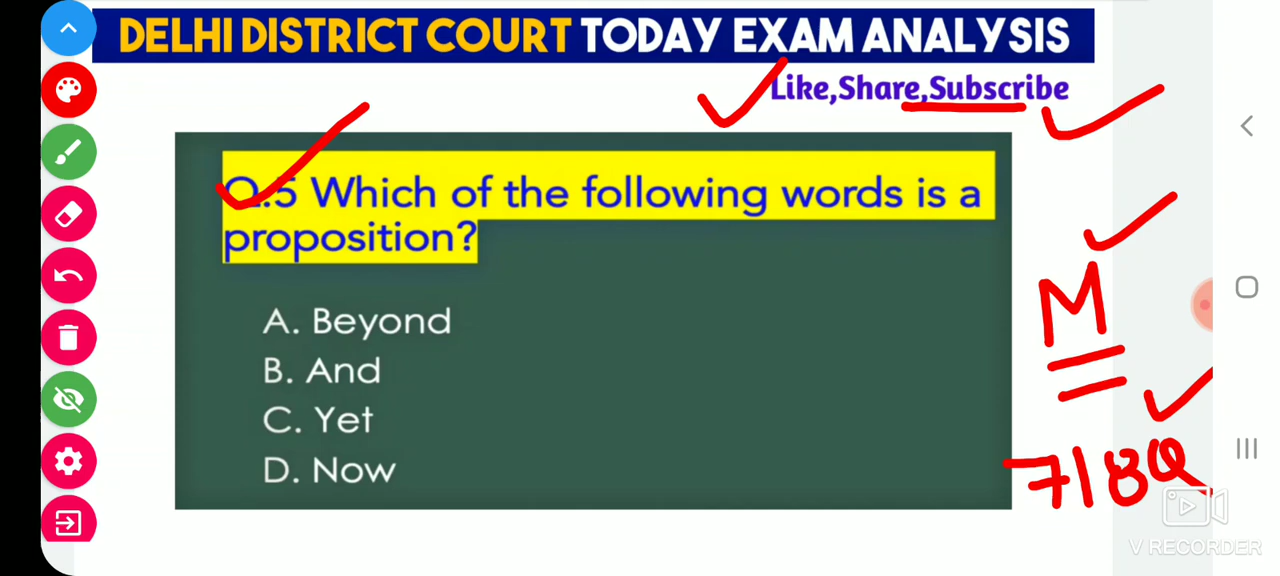 DELHI DISTRICT COURT TODAY EXAM ANALYSIS
Like,Share,Subscribe
Q.5 Which of the following words is a
proposition?
A. Beyond
B. And
C. Yet
D. Now
M
718Q
V RECORDER